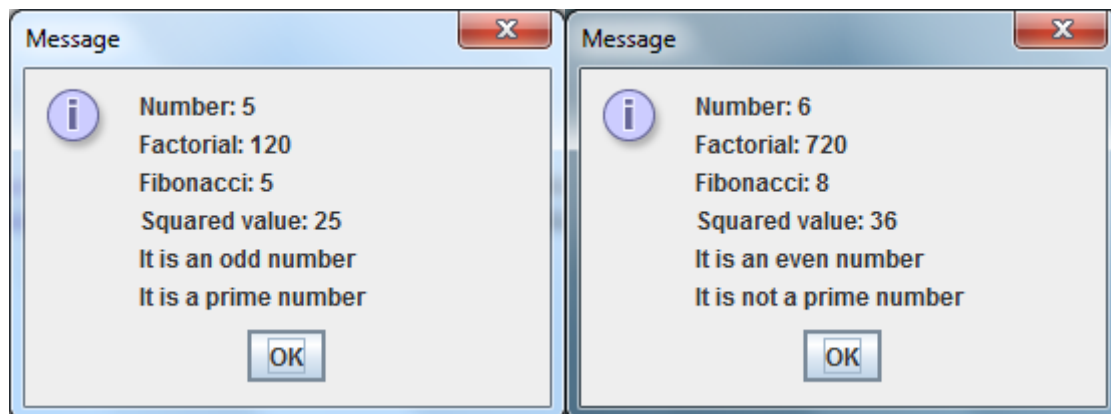 Message
Number: 5
Factorial: 120
Fibonacci: 5
Squared value: 25
It is an odd number
It is a prime number
OK
Message
Number: 6
Factorial: 720
Fibonacci: 8
Squared value: 36
It is an even number
It is not a prime number
OK